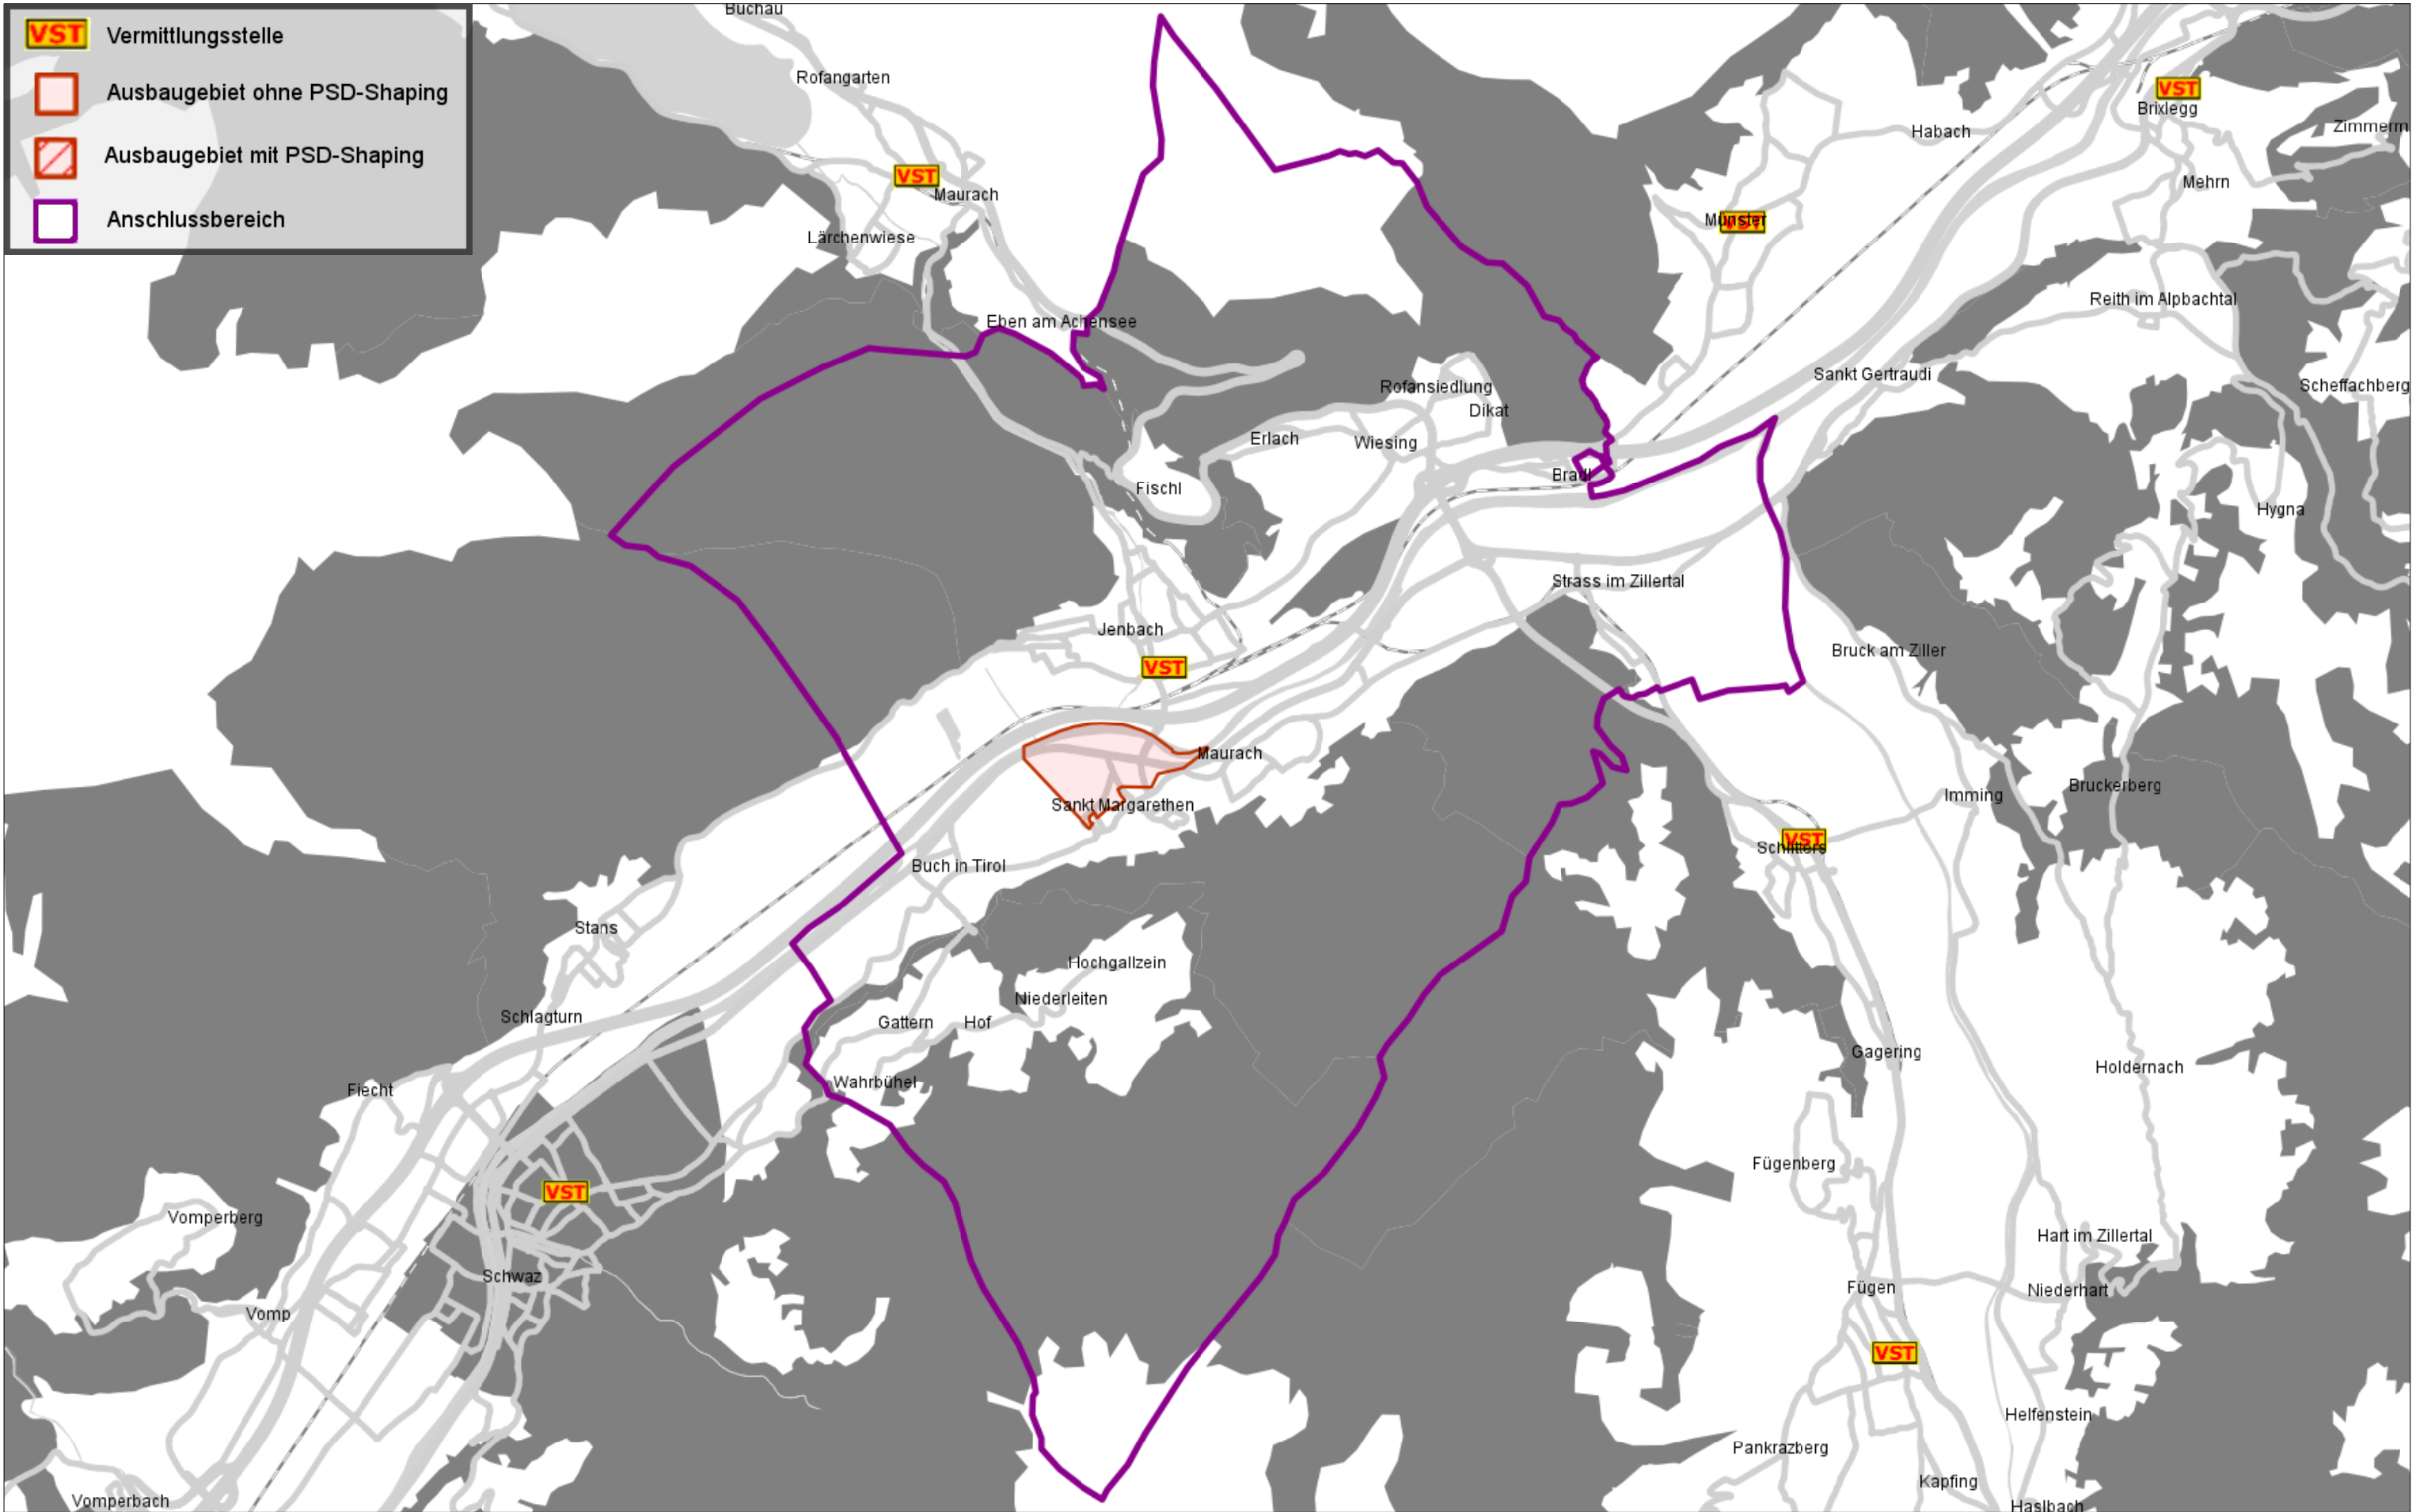 VST Vermittlungsstelle
Ausbaugebiet ohne PSD-Shaping
Ausbaugebiet mit PSD-Shaping
Anschlussbereich
Buchau
Rofangarten
VST
Maurach
Lärchenwiese
Eben am Achensee
VST
Brixlegg
Habach
Zimmerm
Mehrn
VST
Münster
Reith im Alpbachtal
Sankt Gertraudi
Scheffachberg
Rofansiedlung
Dikat
Erlach
Wiesing
Bradl
Fischl
Hygna
Strass im Zillertal
Jenbach
VST
Bruck am Ziller
Maurach
Sankt Margarethen
Imming
Bruckerberg
VST
Schlitters
Buch in Tirol
Stans
Hochgallzein
Niederleiten
Schlagturn
Gattern
Hof
Gagering
Holdernach
Wahrbühel
Fiecht
Fügenberg
VST
Vomperberg
Hart im Zillertal
Schwaz
Fügen
Niederhart
Vomp
VST
Helfenstein
Pankrazberg
Kapfing
Vomperbach
Haslbach